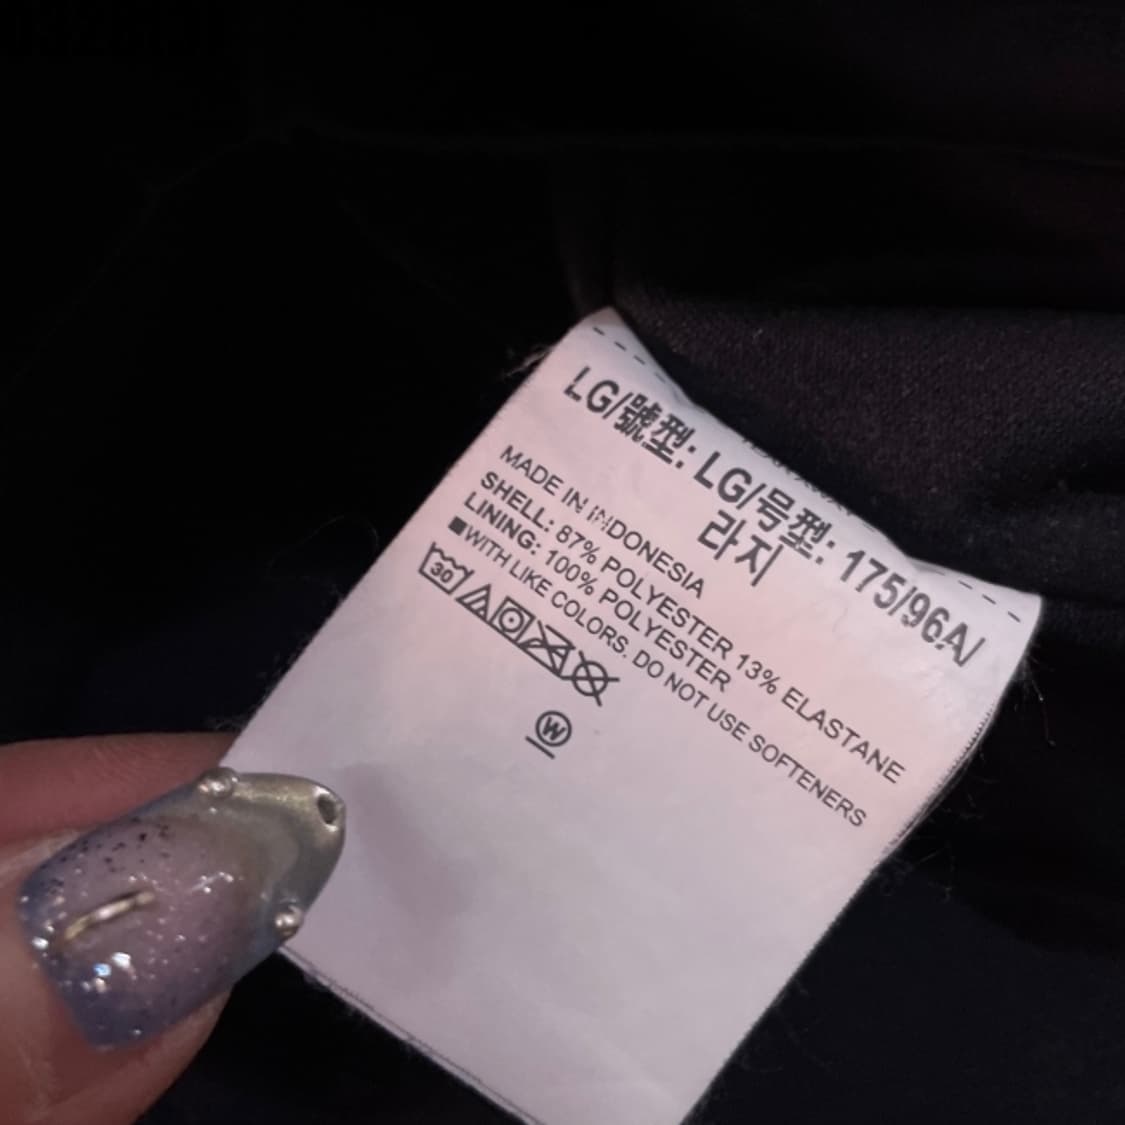 LG/號型: LG/号型: 175/96A/
라지
MADE IN INDONESIA
SHELL: 87% POLYESTER 13% ELASTANE
LINING: 100% POLYESTER
■WITH LIKE COLORS. DO NOT USE SOFTENERS
30
W